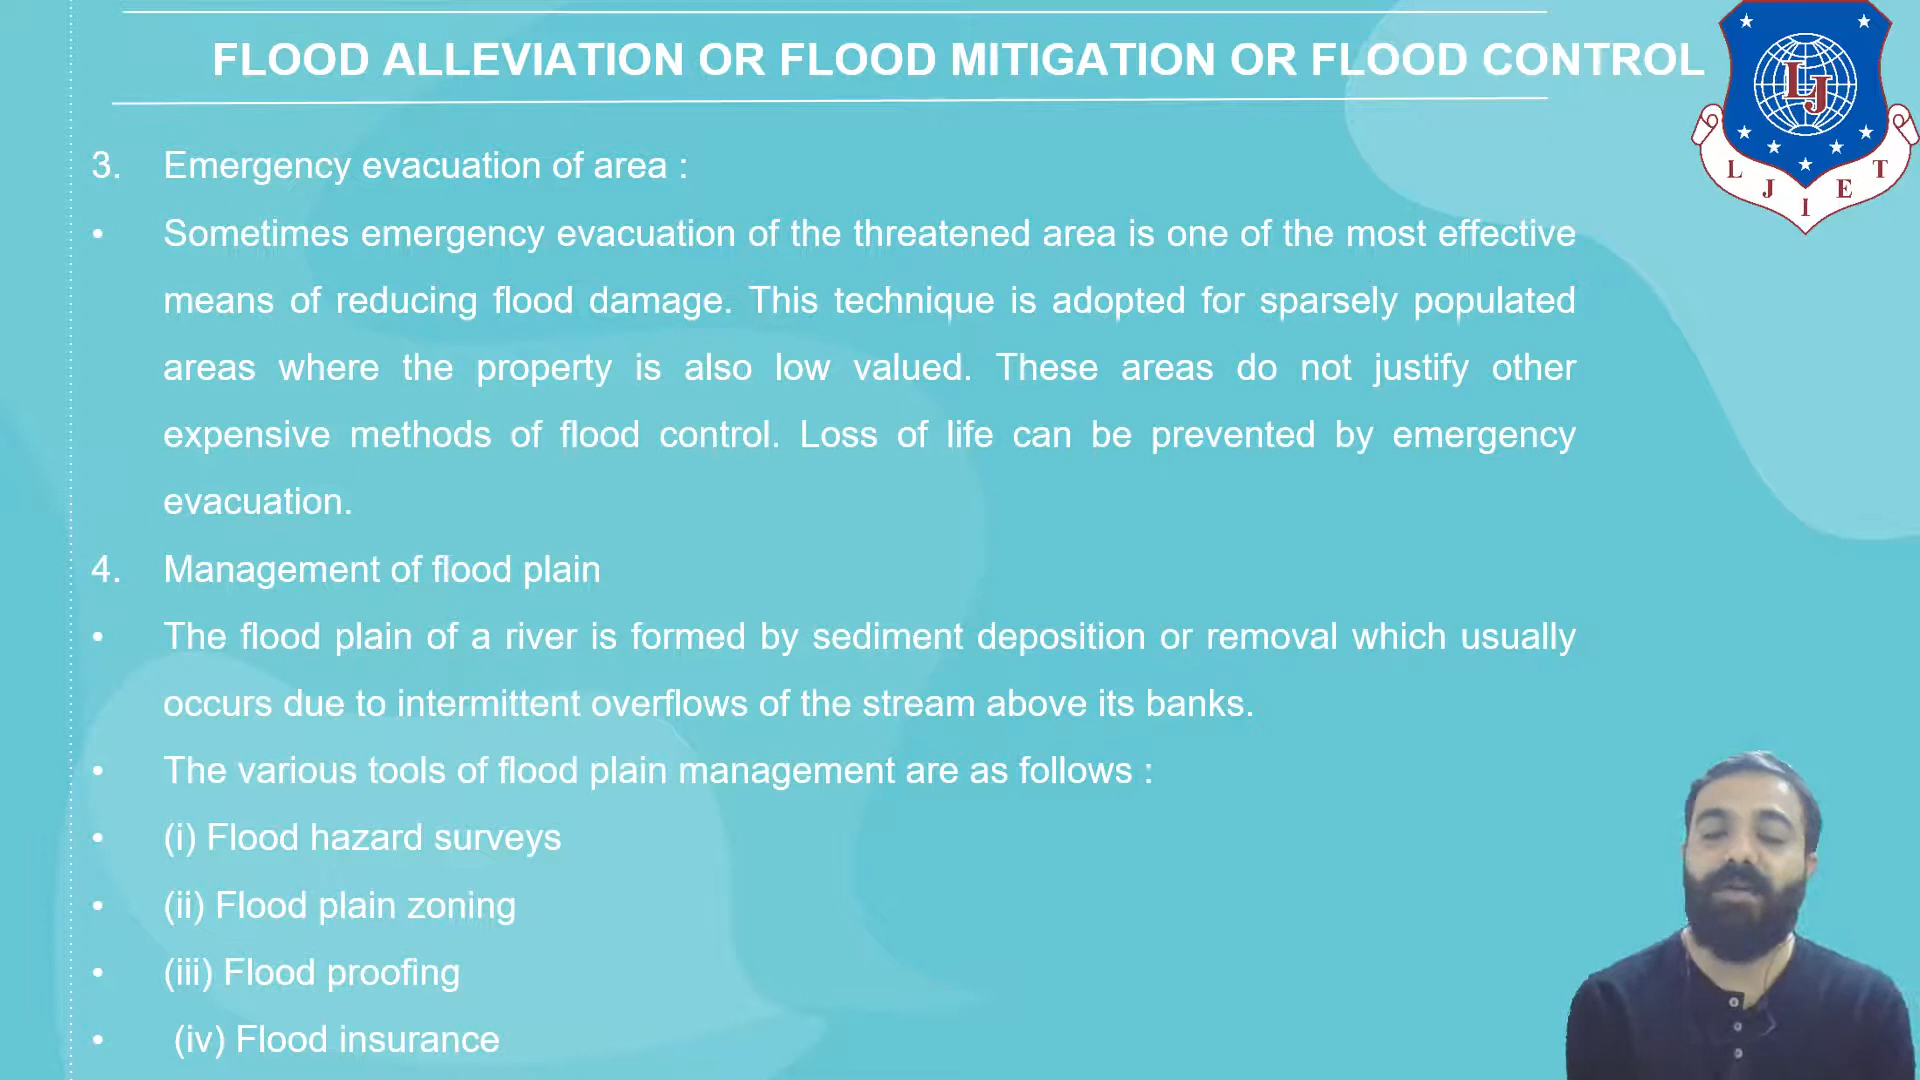 FLOOD ALLEVIATION OR FLOOD MITIGATION OR FLOOD CONTROL
LJ
L J I E T
3. Emergency evacuation of area :
• Sometimes emergency evacuation of the threatened area is one of the most effective
means of reducing flood damage. This technique is adopted for sparsely populated
areas where the property is also low valued. These areas do not justify other
expensive methods of flood control. Loss of life can be prevented by emergency
evacuation.
4. Management of flood plain
• The flood plain of a river is formed by sediment deposition or removal which usually
occurs due to intermittent overflows of the stream above its banks.
• The various tools of flood plain management are as follows :
• (i) Flood hazard surveys
• (ii) Flood plain zoning
• (iii) Flood proofing
• (iv) Flood insurance